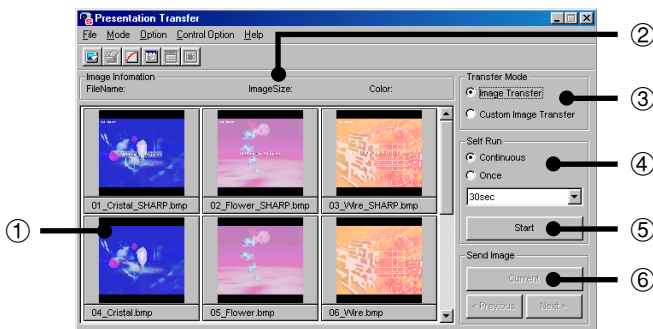 Presentation Transfer
File Mode Option Control Option Help
Image Infomation
FileName: ImageSize: Color:
01_Cristal_SHARP.bmp 02_Flower_SHARP.bmp 03_Wire_SHARP.bmp
04_Cristal.bmp 05_Flower.bmp 06_Wire.bmp
Transfer Mode
Image Transfer
Custom Image Transfer
Self Run
Continuous
Once
30sec
Start
Send Image
Current
< Previous Next >
①
②
③
④
⑤
⑥